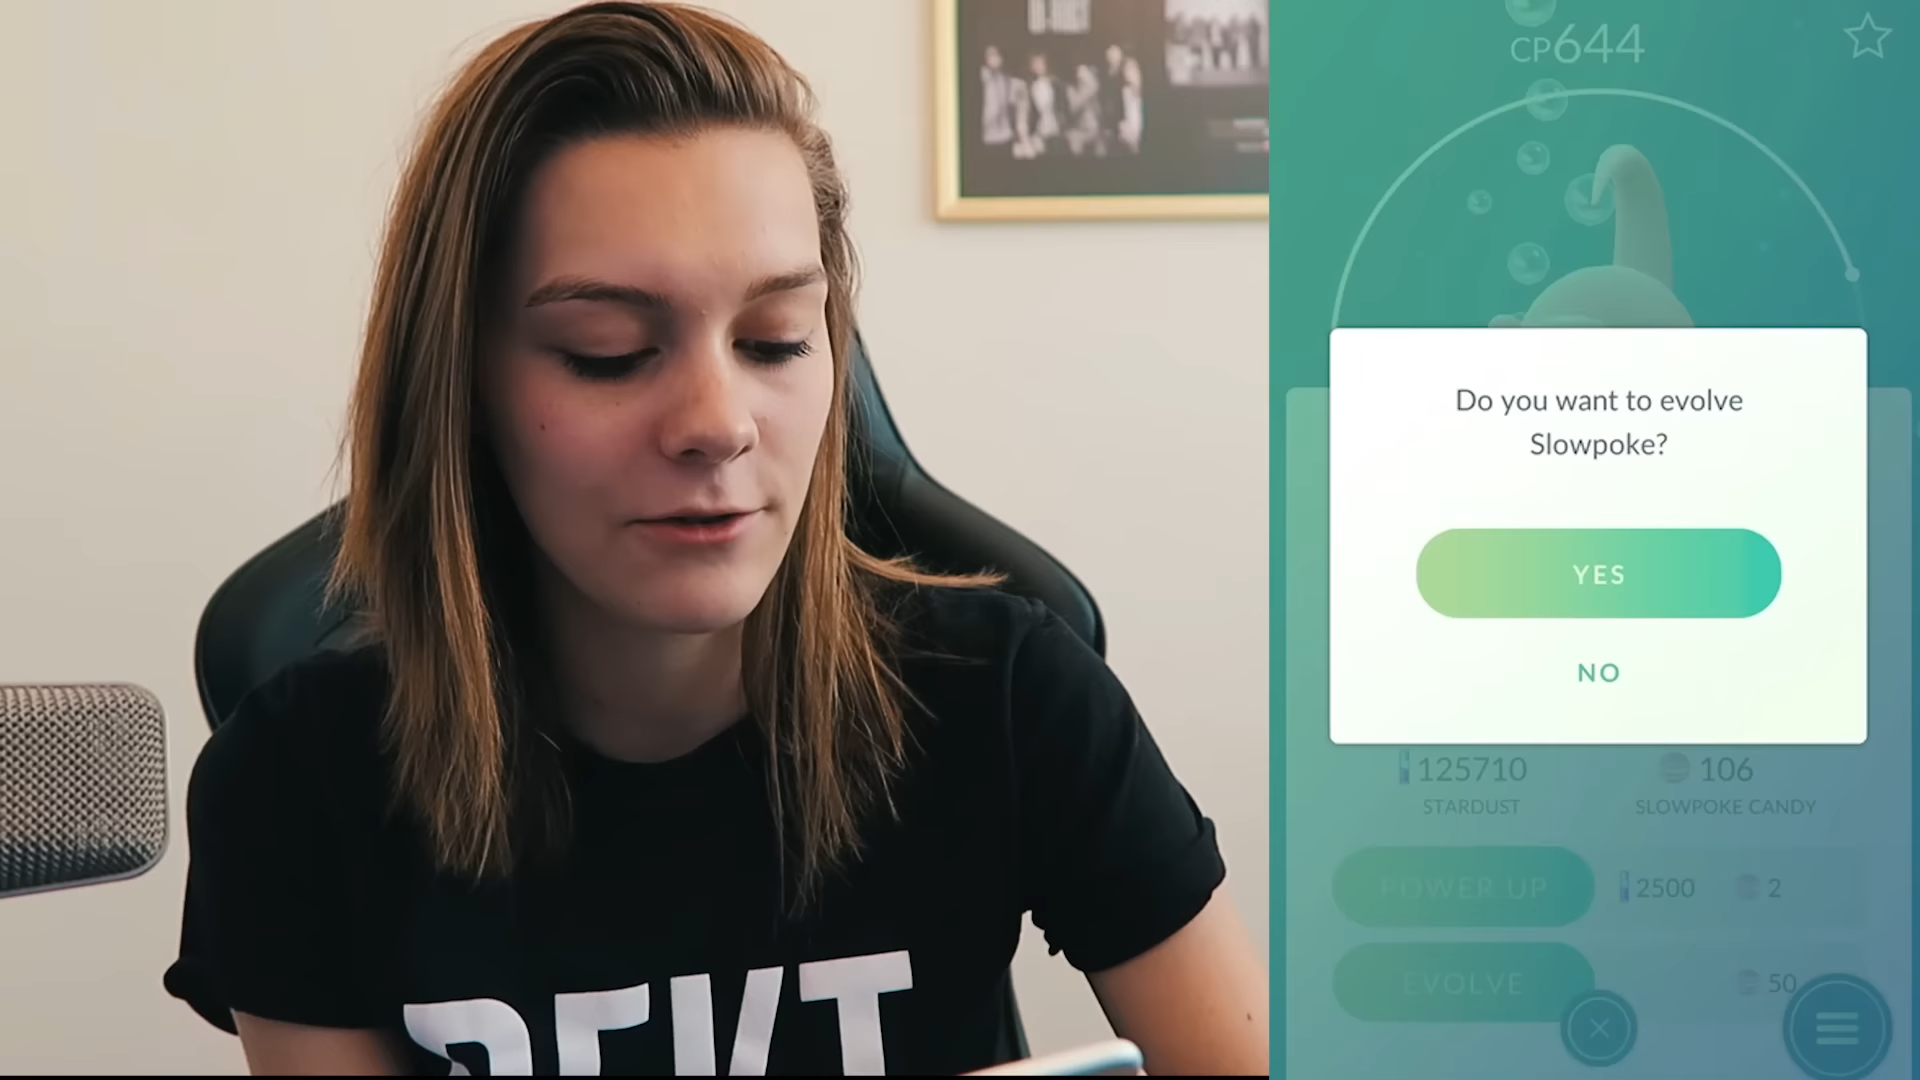 CP644
Do you want to evolve
Slowpoke?
YES
NO
125710
106
STARDUST
SLOWPOKE CANDY
POWER UP
2500
2
EVOLVE
50
REKT